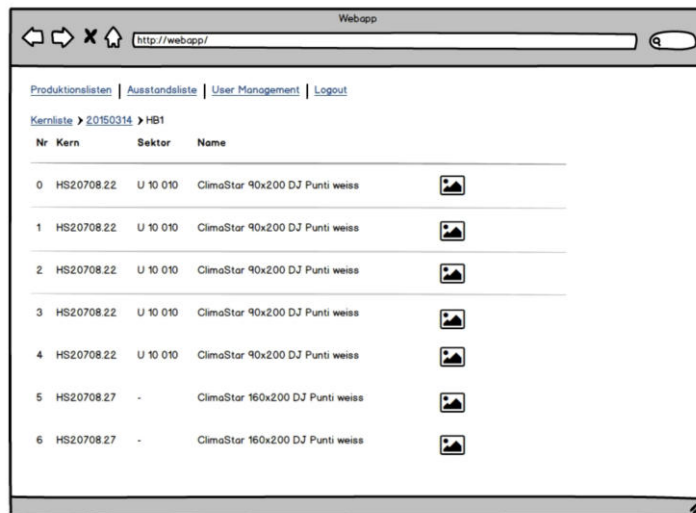 Webapp
http://webapp/
Produktionslisten | Ausstandsliste | User Management | Logout
Kernliste > 20150314 > HB1
Nr Kern Sektor Name
0 HS20708.22 U 10 010 ClimaStar 90x200 DJ Punti weiss
1 HS20708.22 U 10 010 ClimaStar 90x200 DJ Punti weiss
2 HS20708.22 U 10 010 ClimaStar 90x200 DJ Punti weiss
3 HS20708.22 U 10 010 ClimaStar 90x200 DJ Punti weiss
4 HS20708.22 U 10 010 ClimaStar 90x200 DJ Punti weiss
5 HS20708.27 - ClimaStar 160x200 DJ Punti weiss
6 HS20708.27 - ClimaStar 160x200 DJ Punti weiss